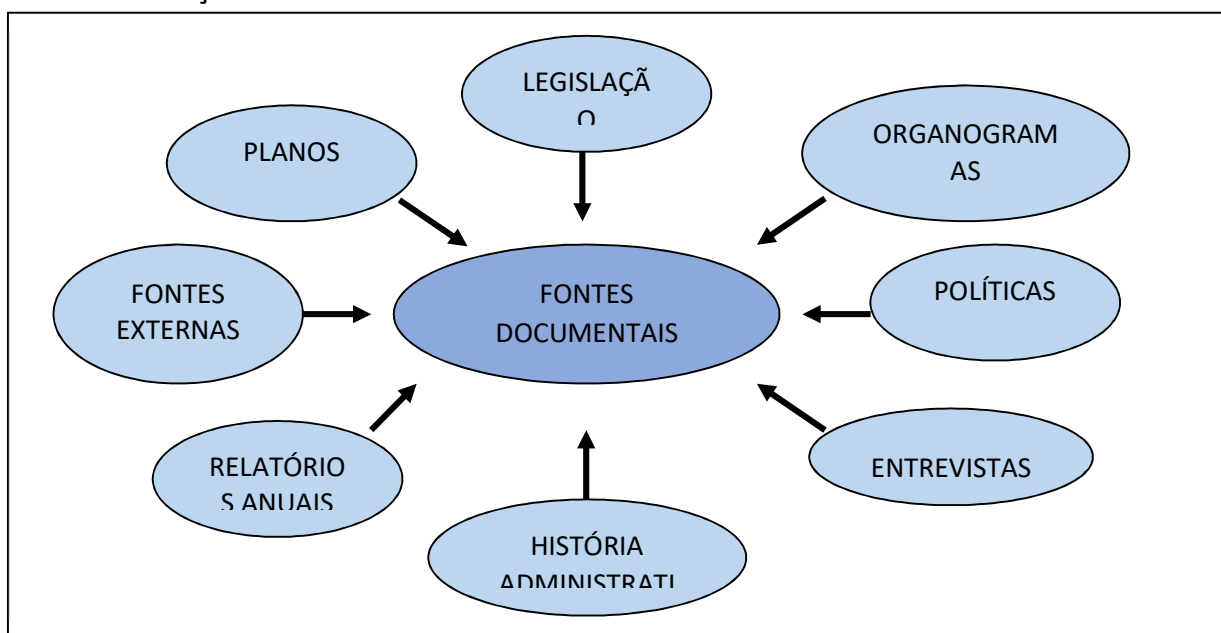 LEGISLAÇÃ
O
PLANOS
ORGANOGRAM
AS
FONTES
EXTERNAS
FONTES
DOCUMENTAIS
POLÍTICAS
RELATÓRIO
S ANUAIS
ENTREVISTAS
HISTÓRIA
ADMINISTRATI